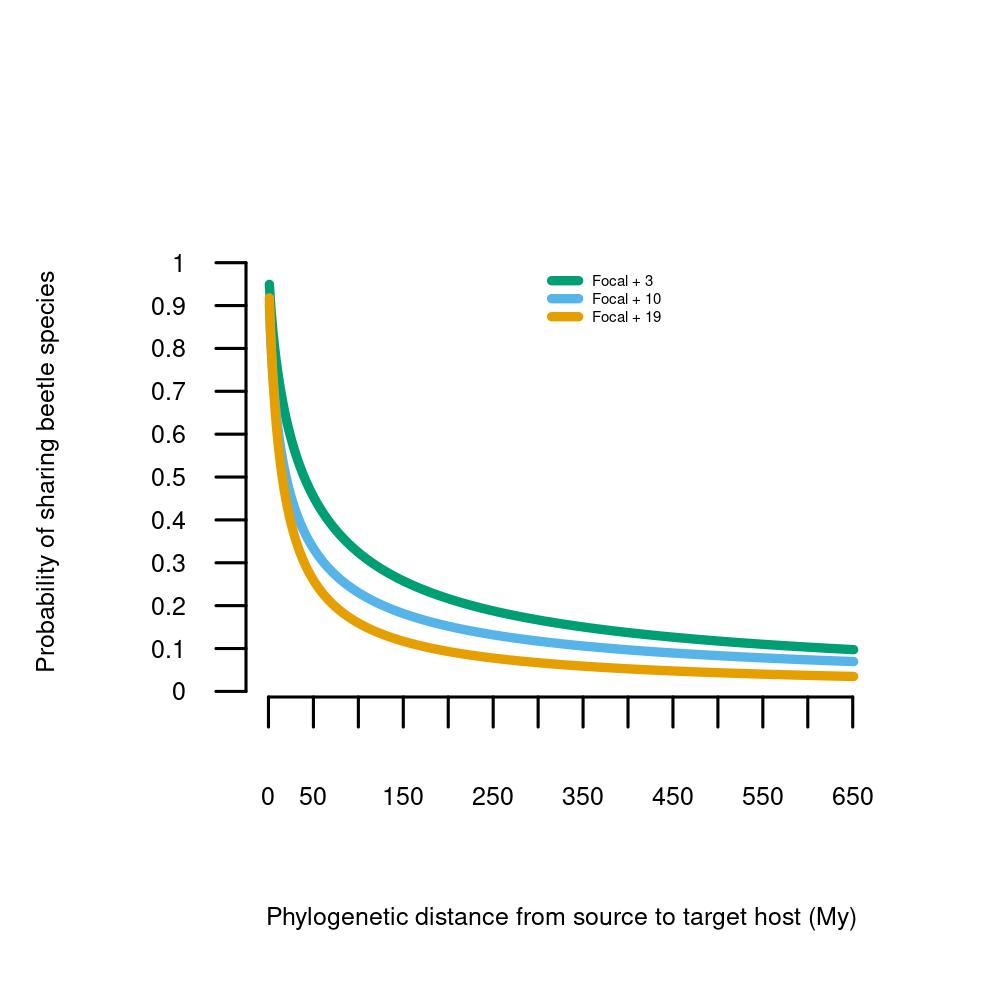 Probability of sharing beetle species
1
0.9
0.8
0.7
0.6
0.5
0.4
0.3
0.2
0.1
0
Focal + 3
Focal + 10
Focal + 19
0 50 150 250 350 450 550 650
Phylogenetic distance from source to target host (My)